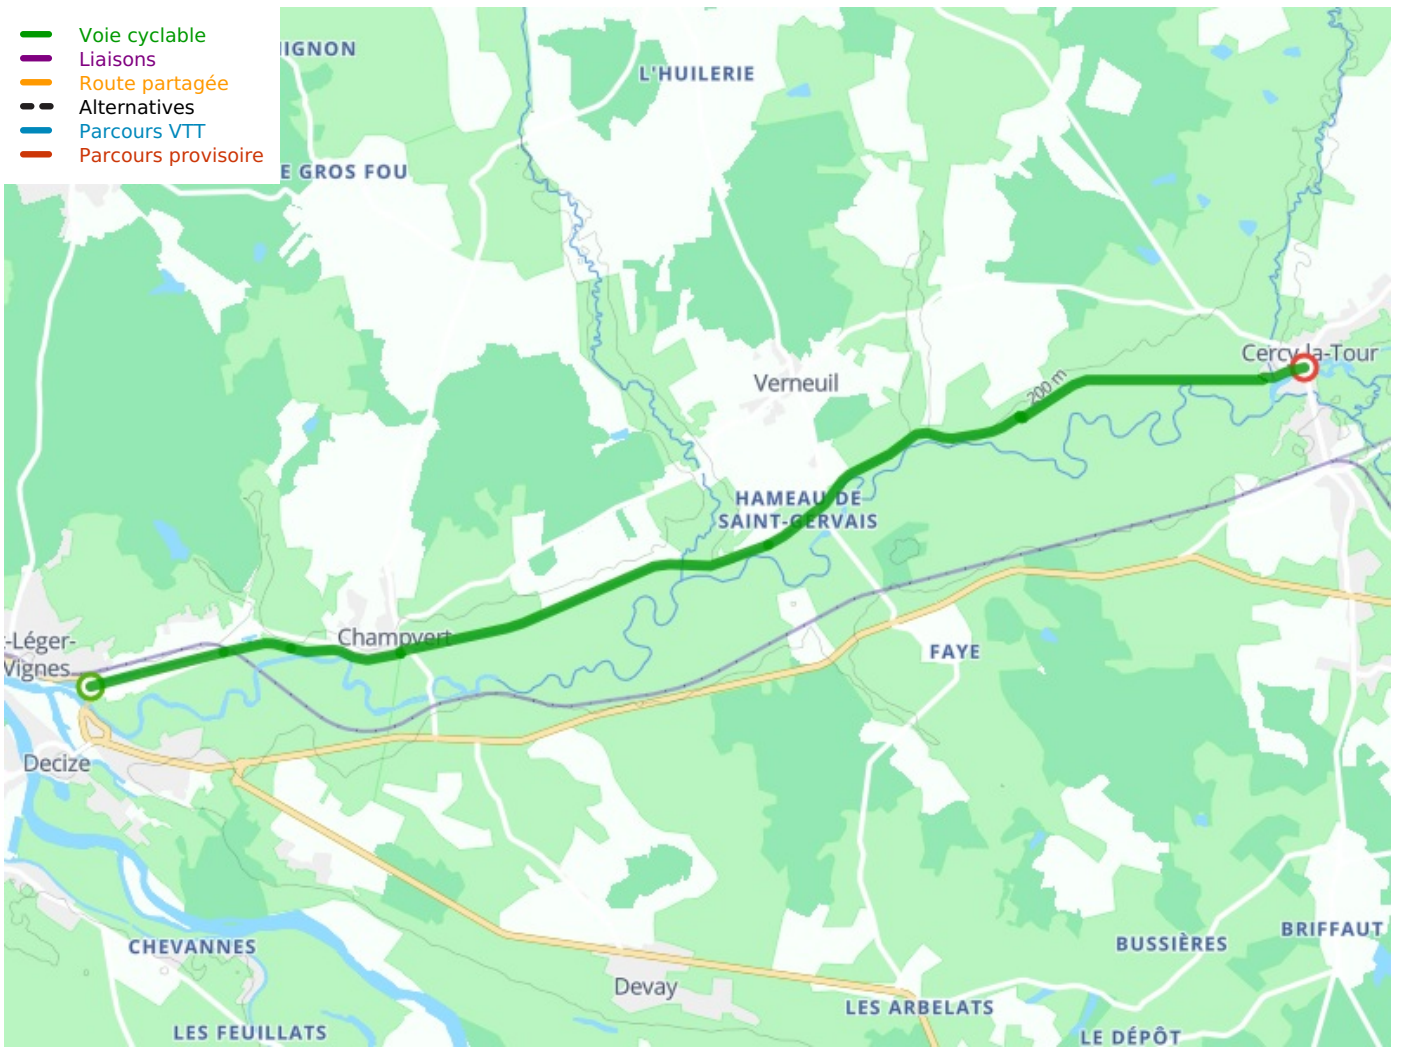 Voie cyclable
Liaisons
Route partagée
Alternatives
Parcours VTT
Parcours provisoire
IGNON
L'HUILERIE
E GROS FOU
Cercy-la-Tour
Verneuil
200 m
HAMEAU DE
SAINT-GERVAIS
Champvert
-Léger-
Vignes
FAYE
Decize
CHEVANNES
BUSSIÈRES
BRIFFAUT
Devay
LES ARBELATS
LES FEUILLATS
LE DÉPÔT